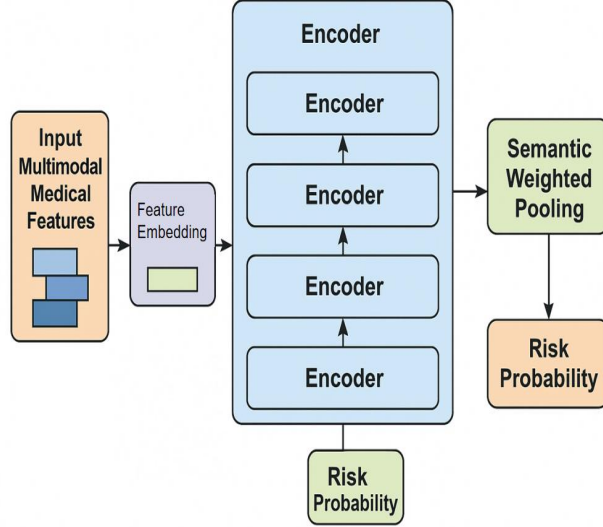 Input
Multimodal
Medical
Features
Feature
Embedding
Encoder
Encoder
Encoder
Encoder
Encoder
Semantic
Weighted
Pooling
Risk
Probability
Risk
Probability